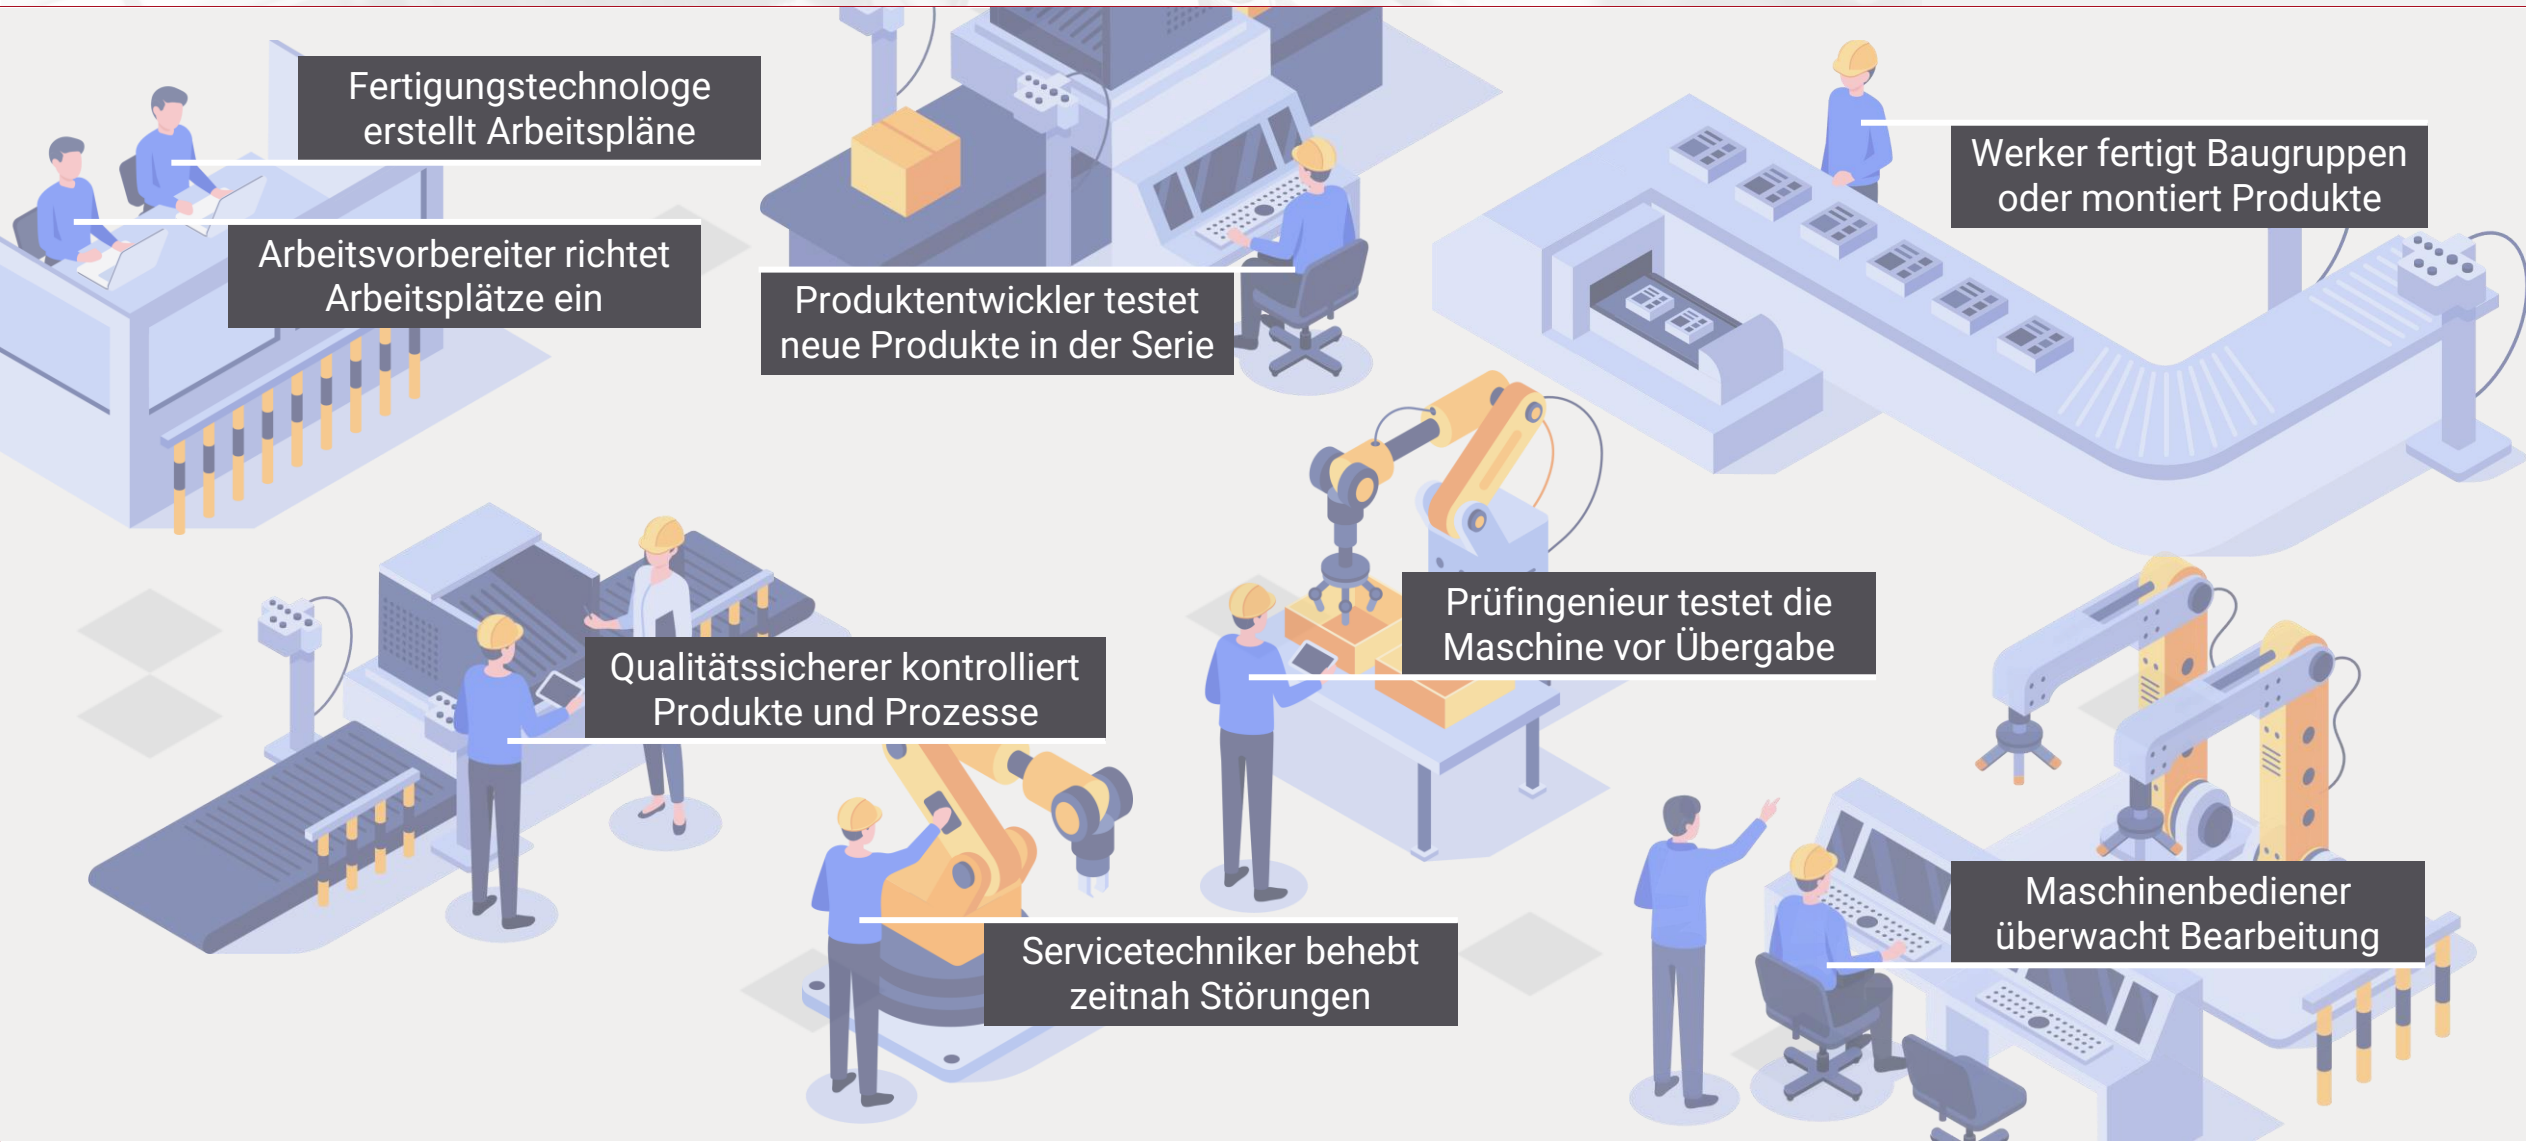 Fertigungstechnologe
erstellt Arbeitspläne
Arbeitsvorbereiter richtet
Arbeitsplätze ein
Produktentwickler testet
neue Produkte in der Serie
Werker fertigt Baugruppen
oder montiert Produkte
Qualitätssicherer kontrolliert
Produkte und Prozesse
Prüfingenieur testet die
Maschine vor Übergabe
Servicetechniker behebt
zeitnah Störungen
Maschinenbediener
überwacht Bearbeitung